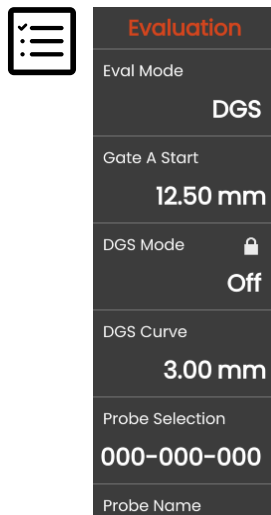 Evaluation
Eval Mode
DGS
Gate A Start
12.50 mm
DGS Mode
Off
DGS Curve
3.00 mm
Probe Selection
000-000-000
Probe Name